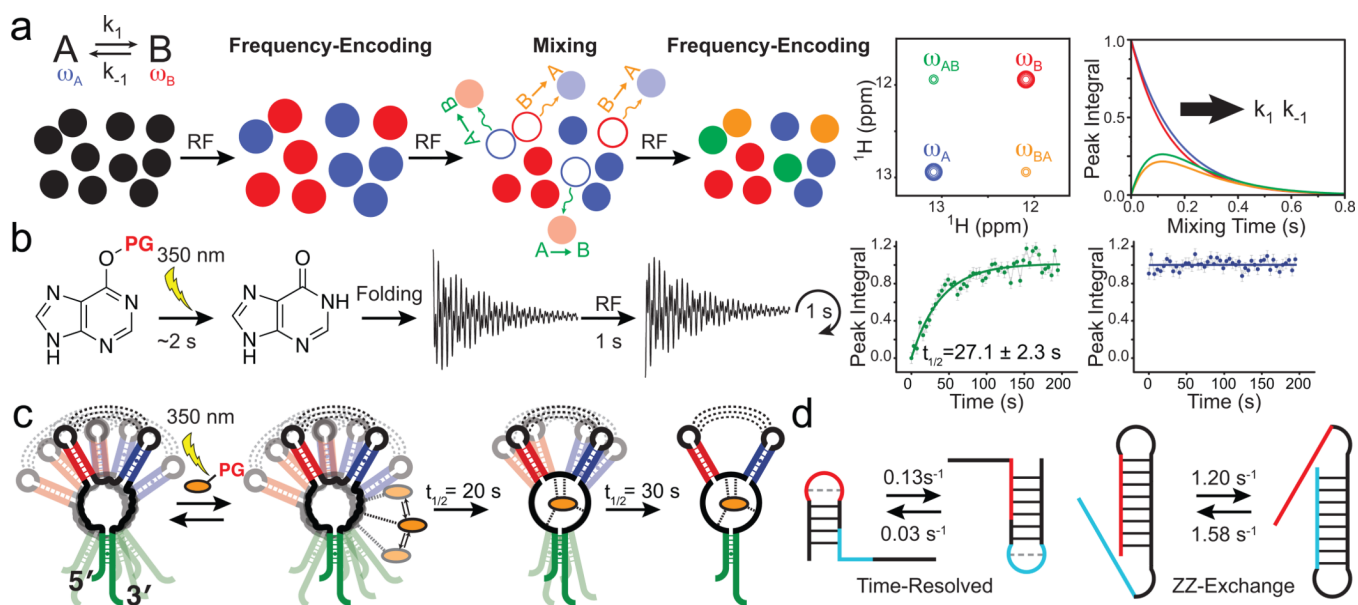 a
k1
A B
ωA k-1 ωB
Frequency-Encoding
Mixing
Frequency-Encoding
RF
RF
RF
A→B
B→A
B→A
A→B
ωAB ωB
ωA ωBA
-12
-13
13 12
1H (ppm)
1H (ppm)
1.0
0.5
0.0
0.0 0.2 0.4 0.6 0.8
Peak Integral
Mixing Time (s)
k1 k-1
b
O-PG
350 nm
~2 s
N N N N H
O
NH
N N N H
Folding
RF
1 s
1 s
1.2
0.8
0.4
0.0
Peak Integral
t1/2=27.1 ± 2.3 s
0 50 100 150 200
Time (s)
1.2
0.8
0.4
0.0
Peak Integral
0 50 100 150 200
Time (s)
c
350 nm
PG
5′
3′
t1/2= 20 s
t1/2= 30 s
d
0.13s-1
0.03 s-1
Time-Resolved
1.20 s-1
1.58 s-1
ZZ-Exchange